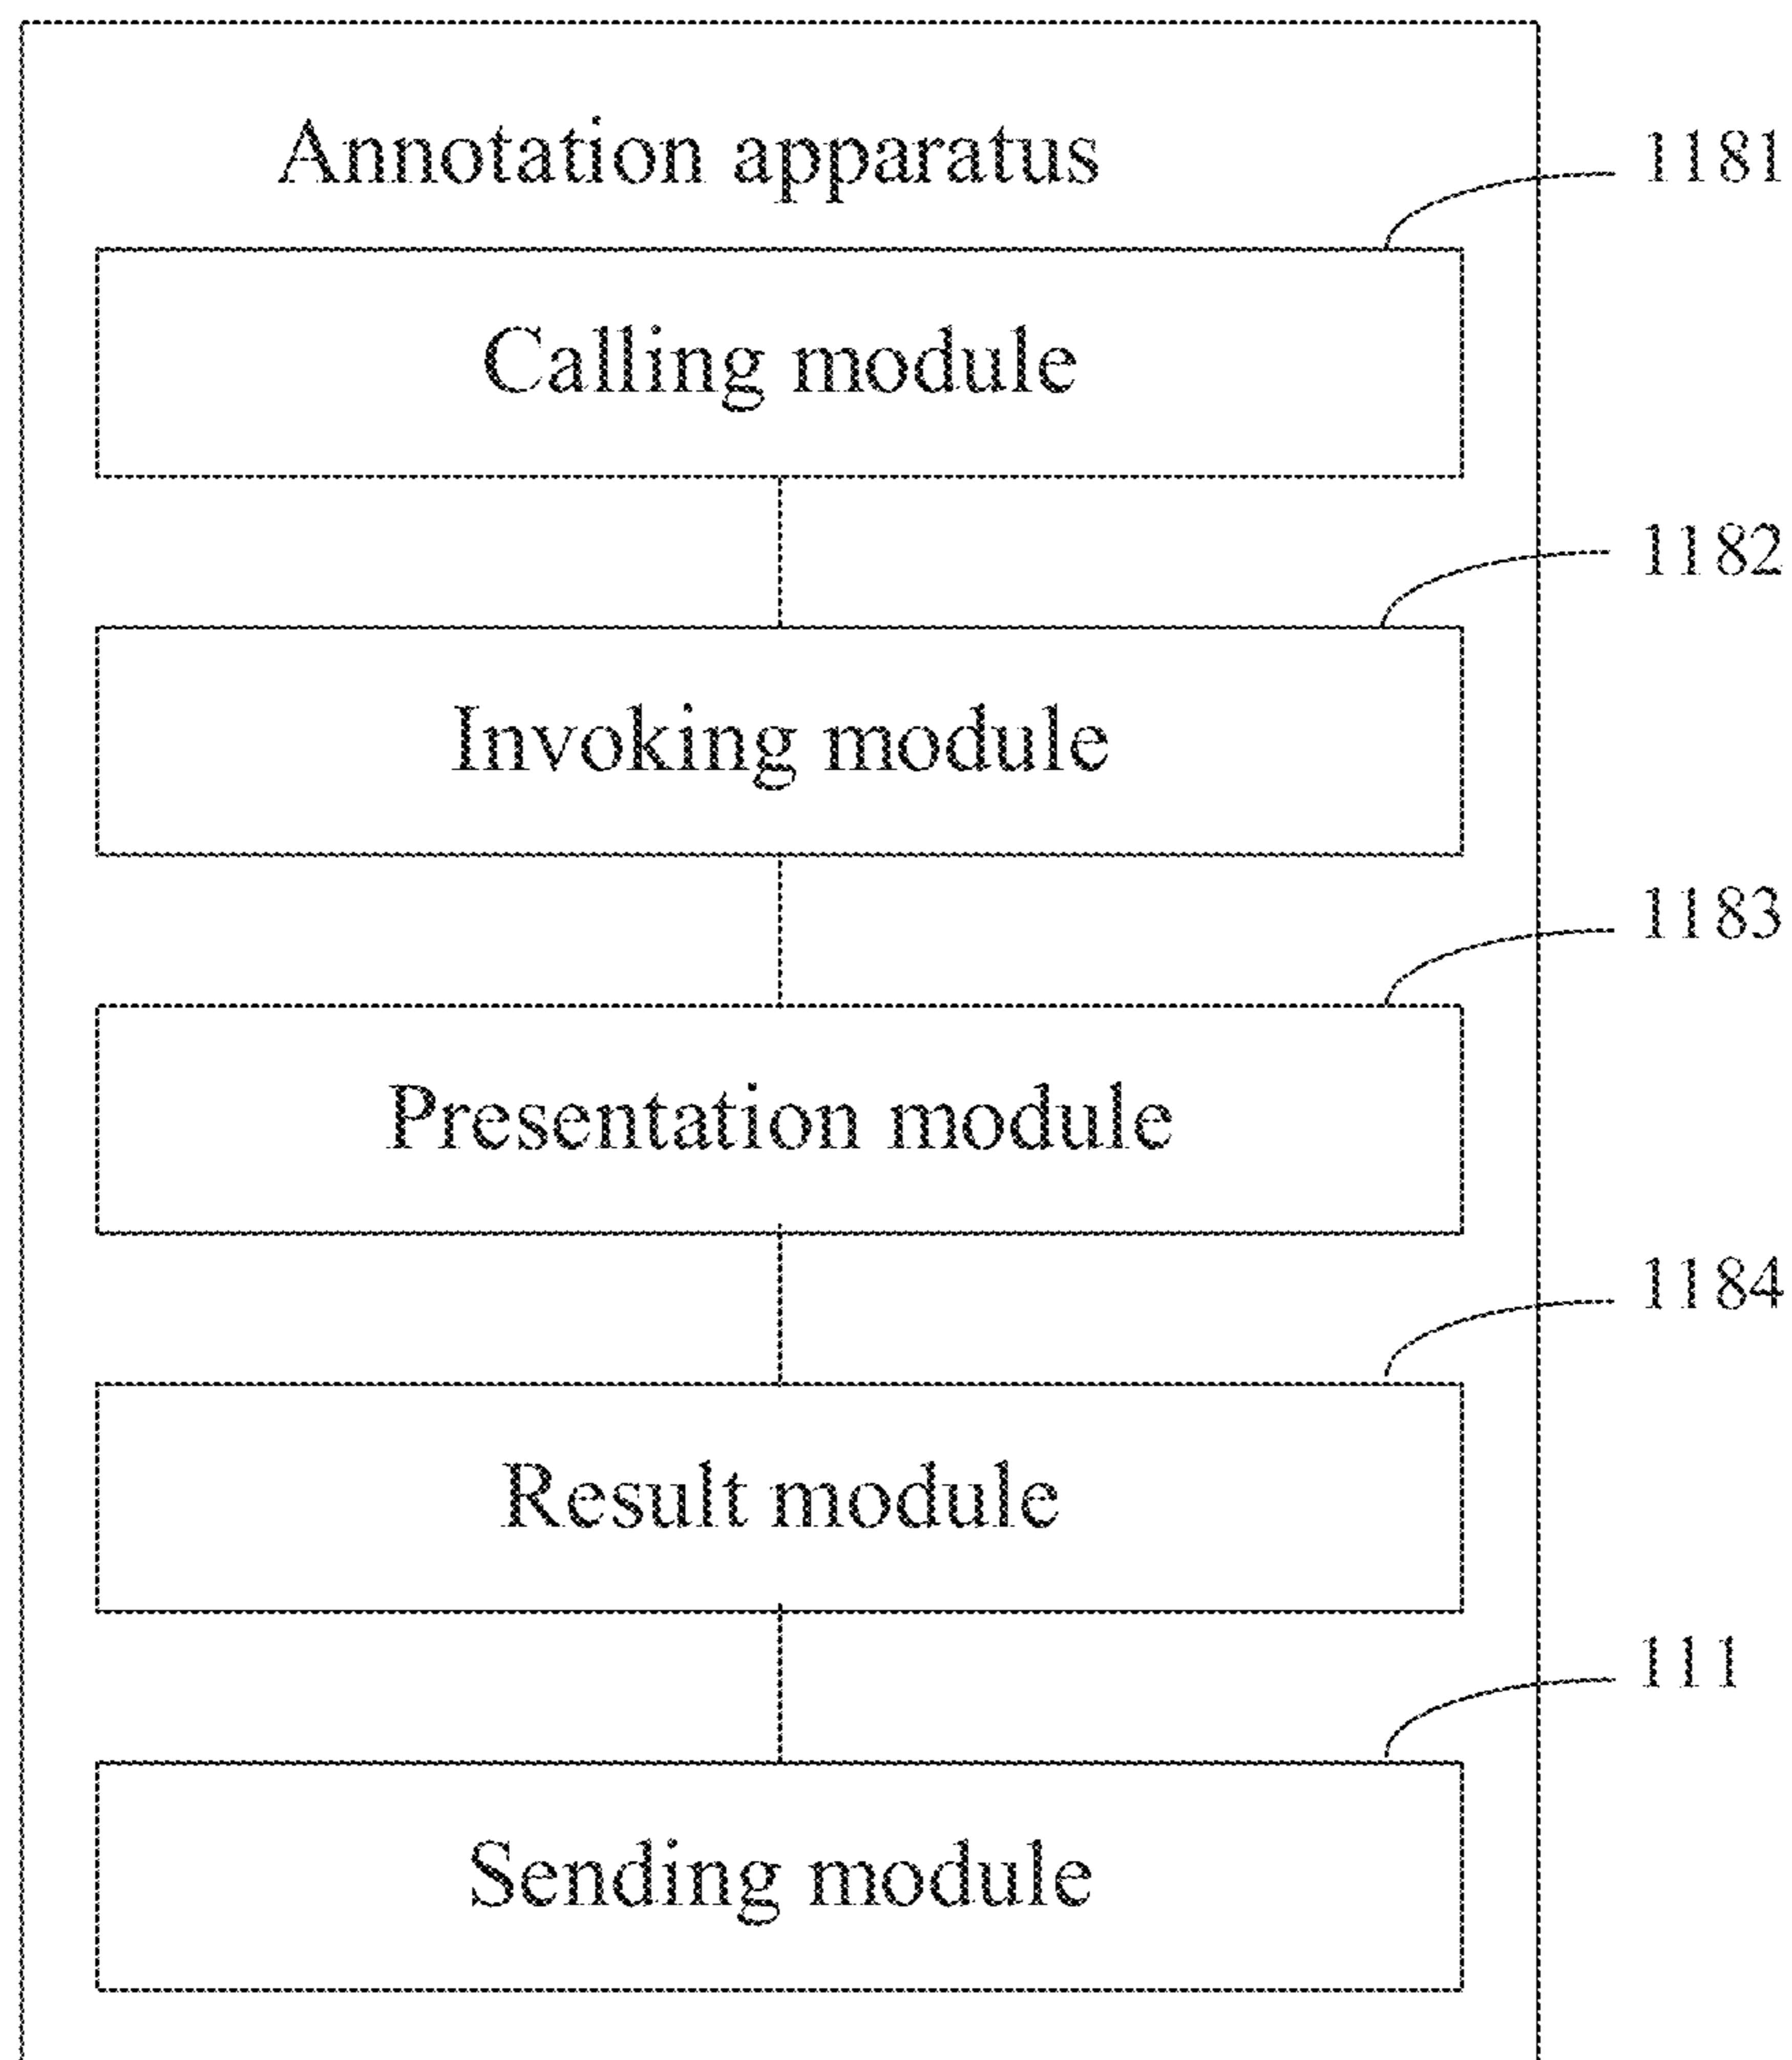 Annotation apparatus
1181
Calling module
1182
Invoking module
1183
Presentation module
1184
Result module
111
Sending module